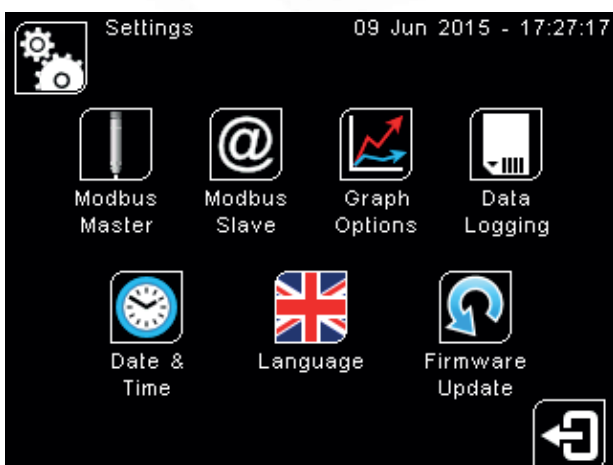 Settings 09 Jun 2015 - 17:27:17
@
Modbus Modbus Graph Data
Master Slave Options Logging
Date & Language Firmware
Time Update